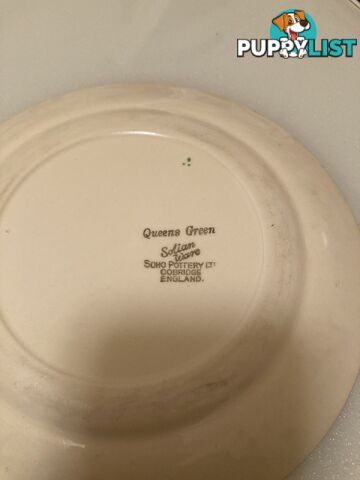 PUPPYLIST
Queens Green
Solian
Ware
SOHO POTTERY LTD
COBRIDGE
ENGLAND.